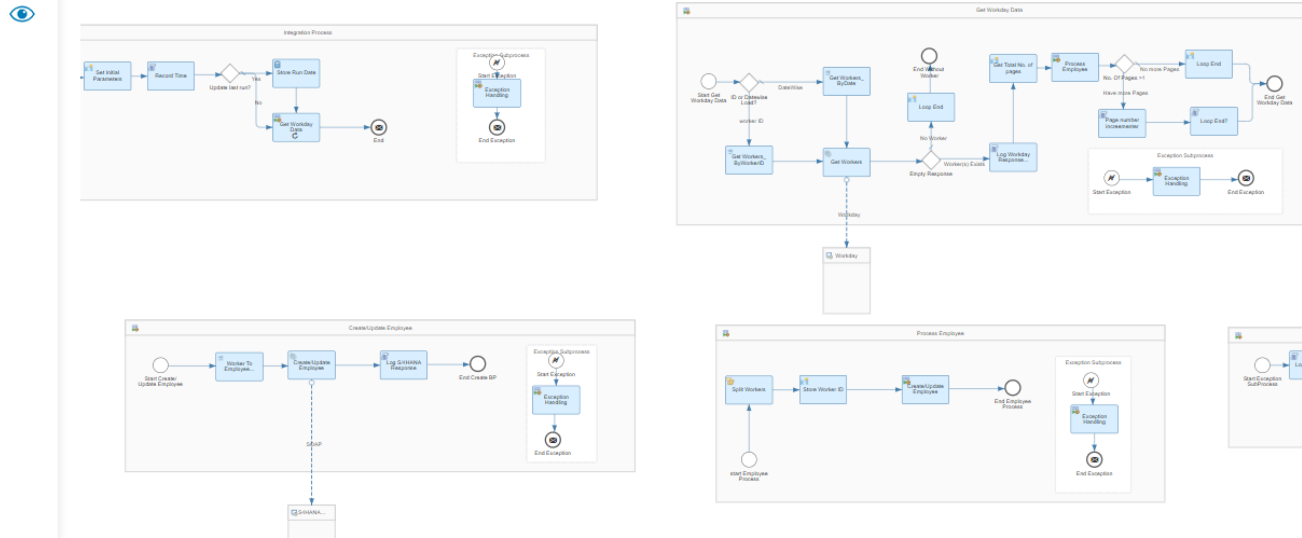 Integration Process
Set Initial
Parameters
Record Time
Update last run?
Yes
No
Store Run Date
Get Workday
Data
End
Exception Subprocess
Start Exception
Exception
Handling
End Exception
Get Workday Data
Start Get
Workday Data
ID or Datewise
Load?
DateWise
worker ID
Get Workers_
ByDate
Get Workers_
ByWorkerID
Get Workers
Workday
Workday
End Without
Worker
Loop End
No Worker
Empty Response
Worker(s) Exists
Log Workday
Response...
Get Total No. of
pages
Process
Employee
No. Of Pages >1
No more Pages
Have more Pages
Loop End
Page number
Incrementer
Loop End?
End Get
Workday Data
Exception Subprocess
Start Exception
Exception
Handling
End Exception
Create/Update Employee
Start Create/
Update Employee
Worker To
Employee...
Create/Update
Employee
Log S/4HANA
Response
End Create BP
SOAP
S/4HANA...
Exception Subprocess
Start Exception
Exception
Handling
End Exception
Process Employee
Split Workers
Store Worker ID
Create/Update
Employee
End Employee
Process
start Employee
Process
Exception Subprocess
Start Exception
Exception
Handling
End Exception
Start Exception
SubProcess
Lo